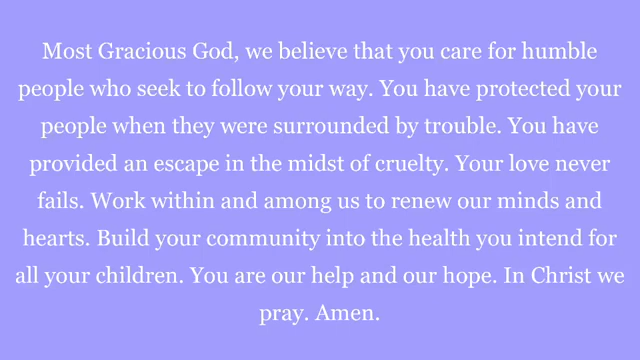 Most Gracious God, we believe that you care for humble
people who seek to follow your way. You have protected your
people when they were surrounded by trouble. You have
provided an escape in the midst of cruelty. Your love never
fails. Work within and among us to renew our minds and
hearts. Build your community into the health you intend for
all your children. You are our help and our hope. In Christ we
pray. Amen.